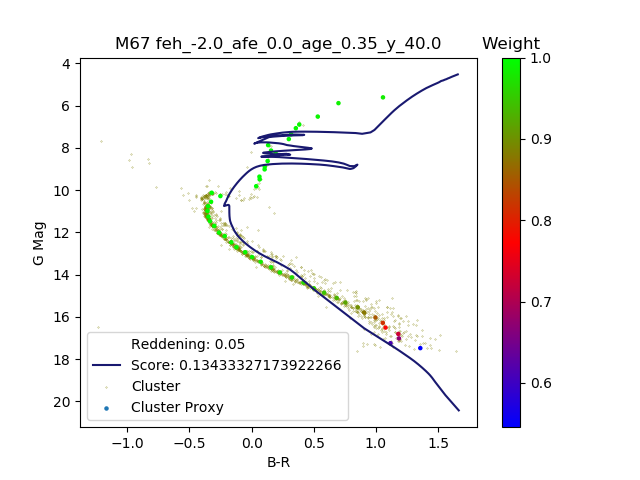 M67 feh_-2.0_afe_0.0_age_0.35_y_40.0
Weight
4
6
8
10
12
14
16
18
20
G Mag
−1.0
−0.5
0.0
0.5
1.0
1.5
B-R
Reddening: 0.05
Score: 0.13433327173922266
Cluster
Cluster Proxy
1.0
0.9
0.8
0.7
0.6